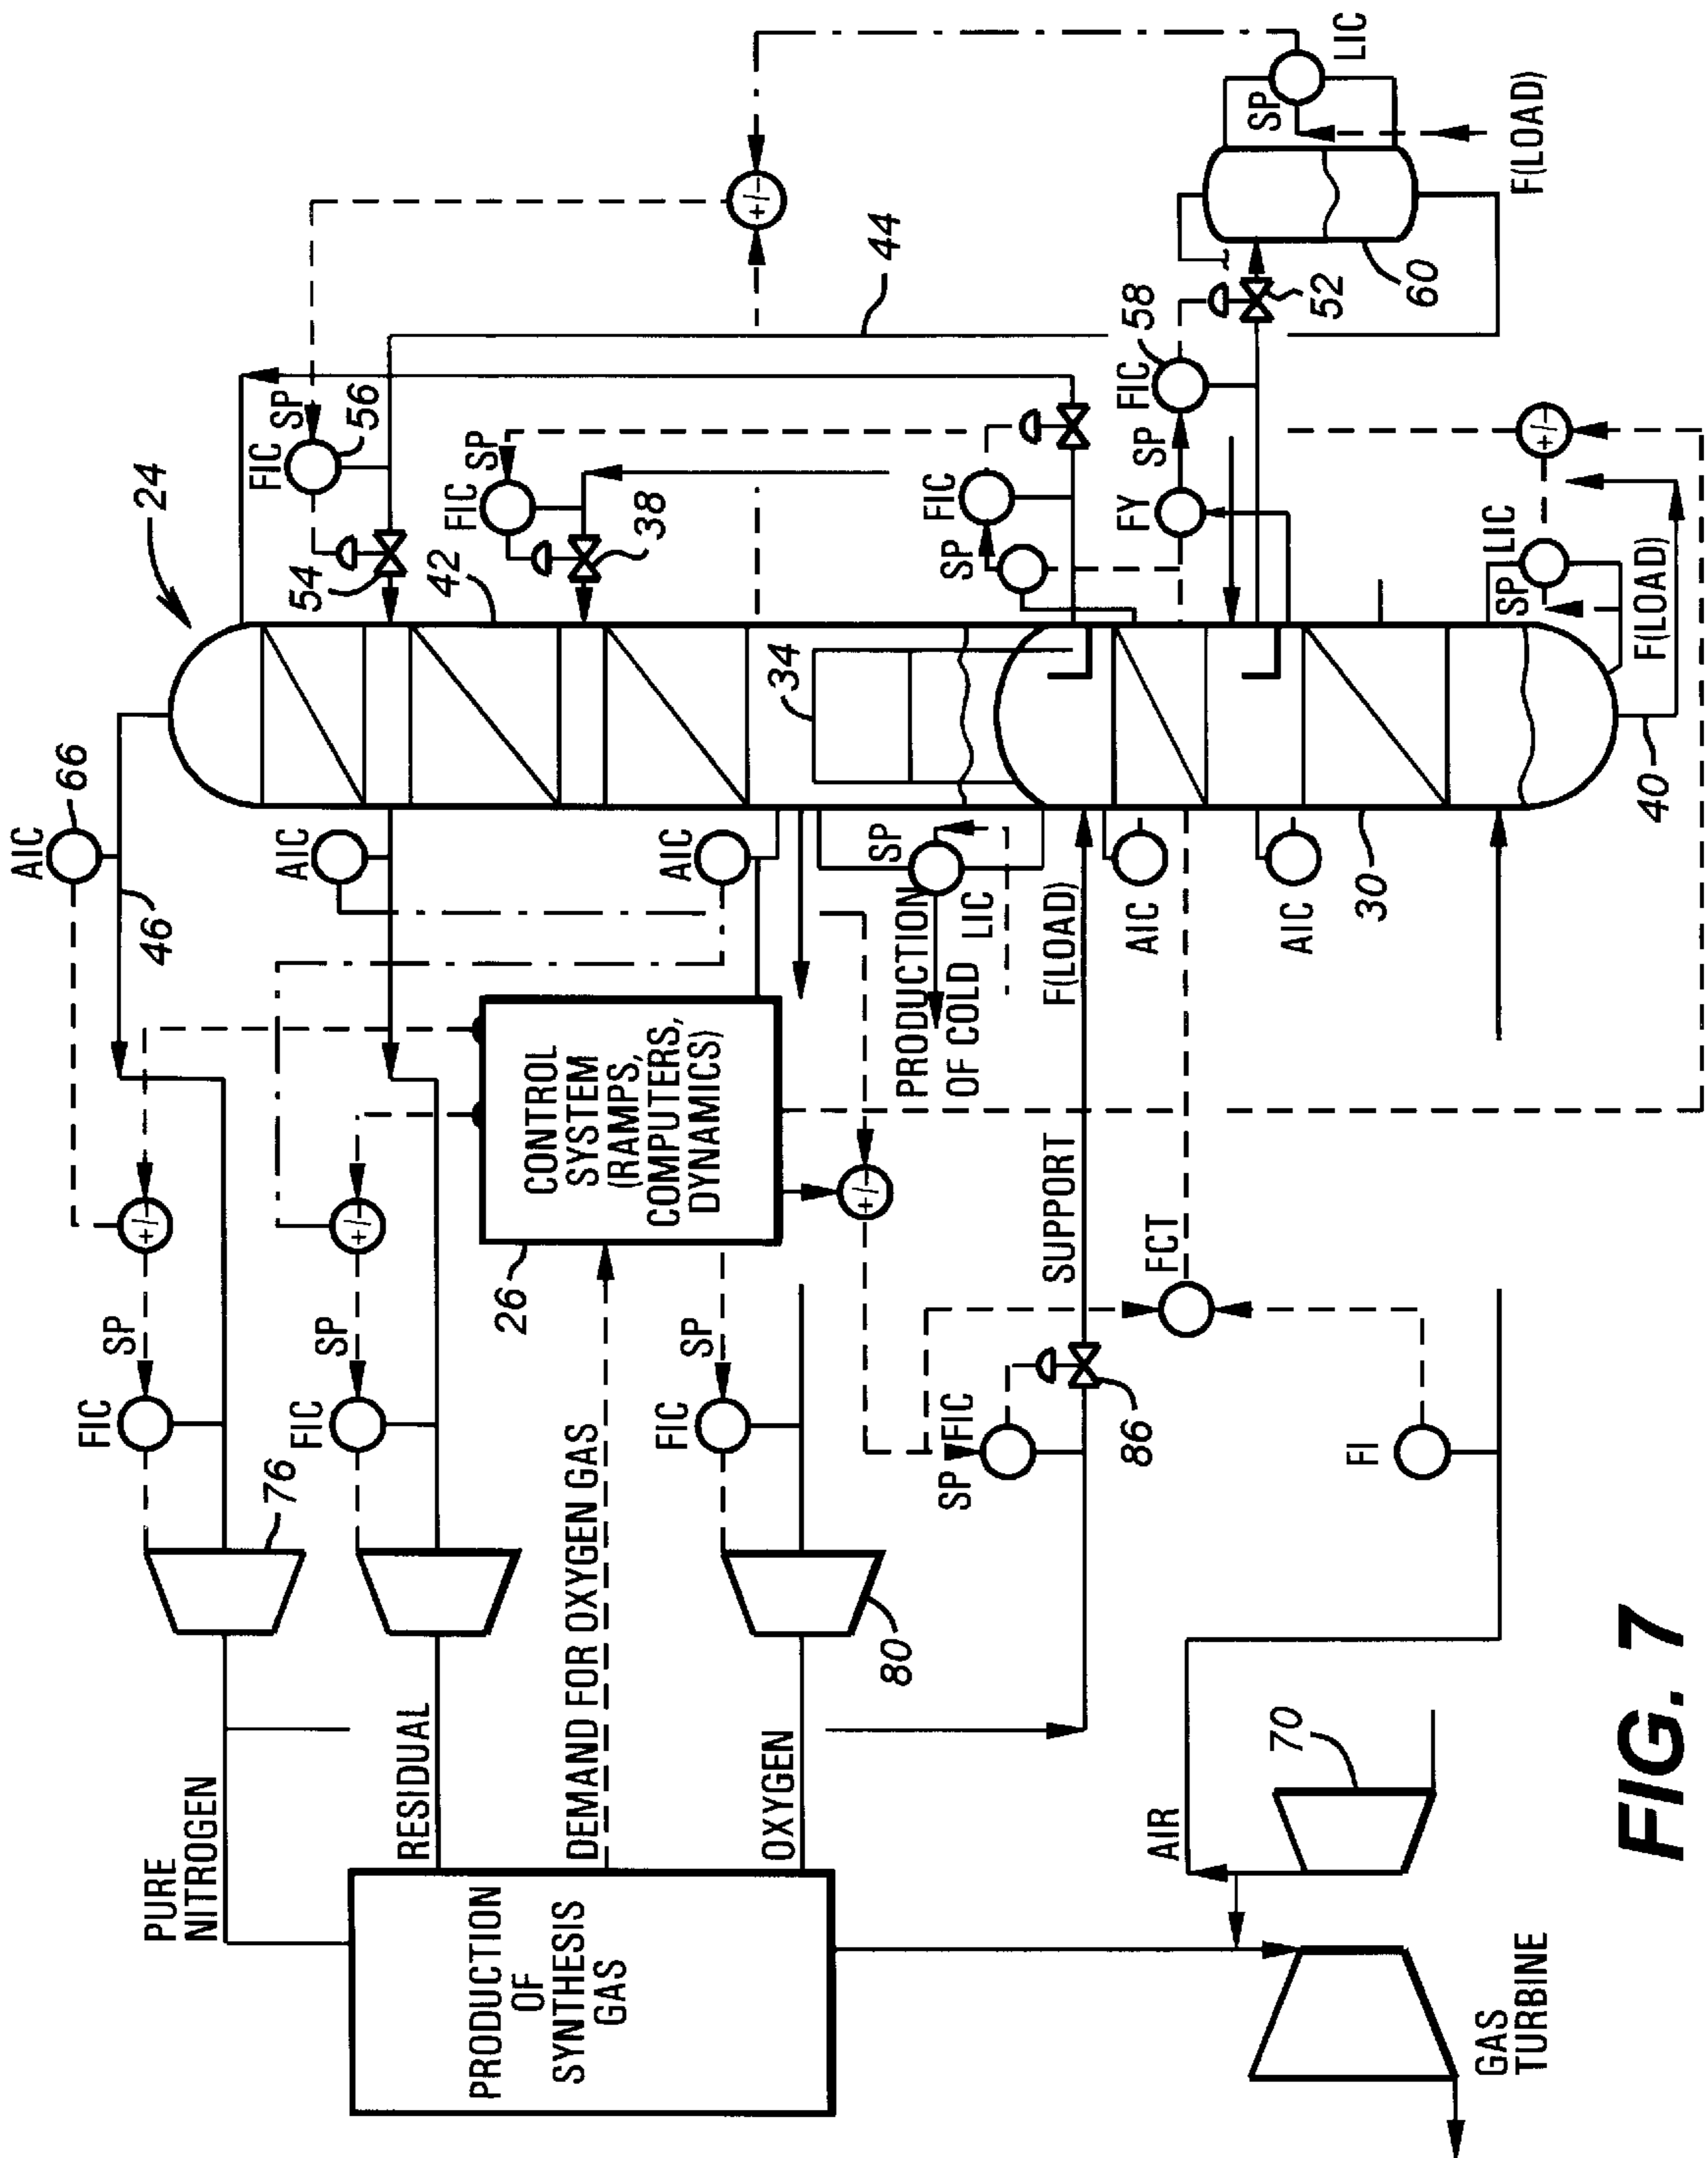 AIC
66
46
24
FIC
SP
56
54
42
FIC
SP
38
44
+/-
LIC
SP
F(LOAD)
60
52
58
FIC
SP
FY
FIC
SP
34
AIC
AIC
SP
LIC
PRODUCTION
OF COLD
F(LOAD)
AIC
AIC
30
40
F(LOAD)
SP
LIC
+/-
CONTROL
SYSTEM
(RAMPS,
COMPUTERS,
DYNAMICS)
26
+/-
+/-
+/-
SP
FIC
SP
FIC
SP
FIC
76
80
SUPPORT
FCT
SP
FIC
86
FI
PURE
NITROGEN
RESIDUAL
DEMAND FOR OXYGEN GAS
OXYGEN
PRODUCTION
OF
SYNTHESIS
GAS
AIR
70
GAS
TURBINE
FIG. 7